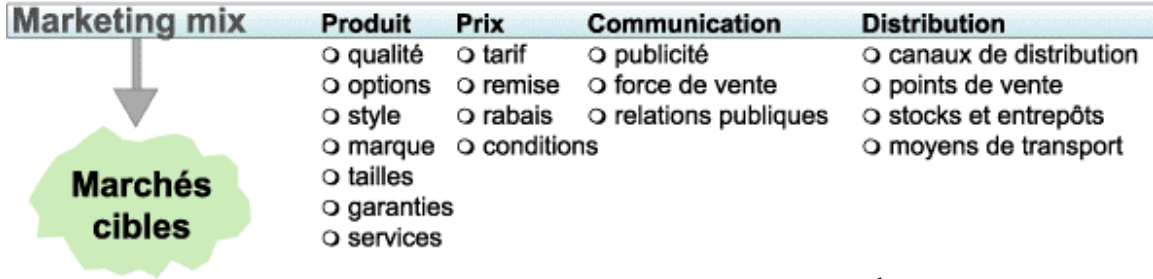 Marketing mix
Produit
qualité
options
style
marque
tailles
garanties
services
Prix
tarif
remise
rabais
conditions
Communication
publicité
force de vente
relations publiques
Distribution
canaux de distribution
points de vente
stocks et entrepôts
moyens de transport
Marchés
cibles